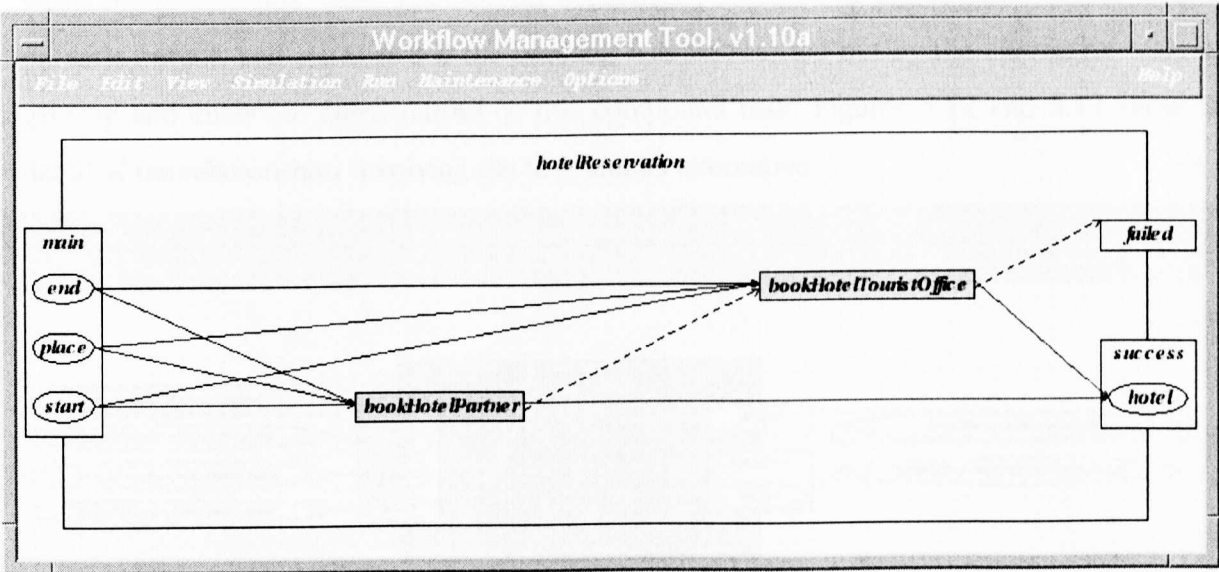 Workflow Management Tool, v1.10a
File Edit View Simulation Run Maintenance Options Help
hotelReservation
main
end
place
start
bookHotelPartner
bookHotelTouristOffice
failed
success
hotel